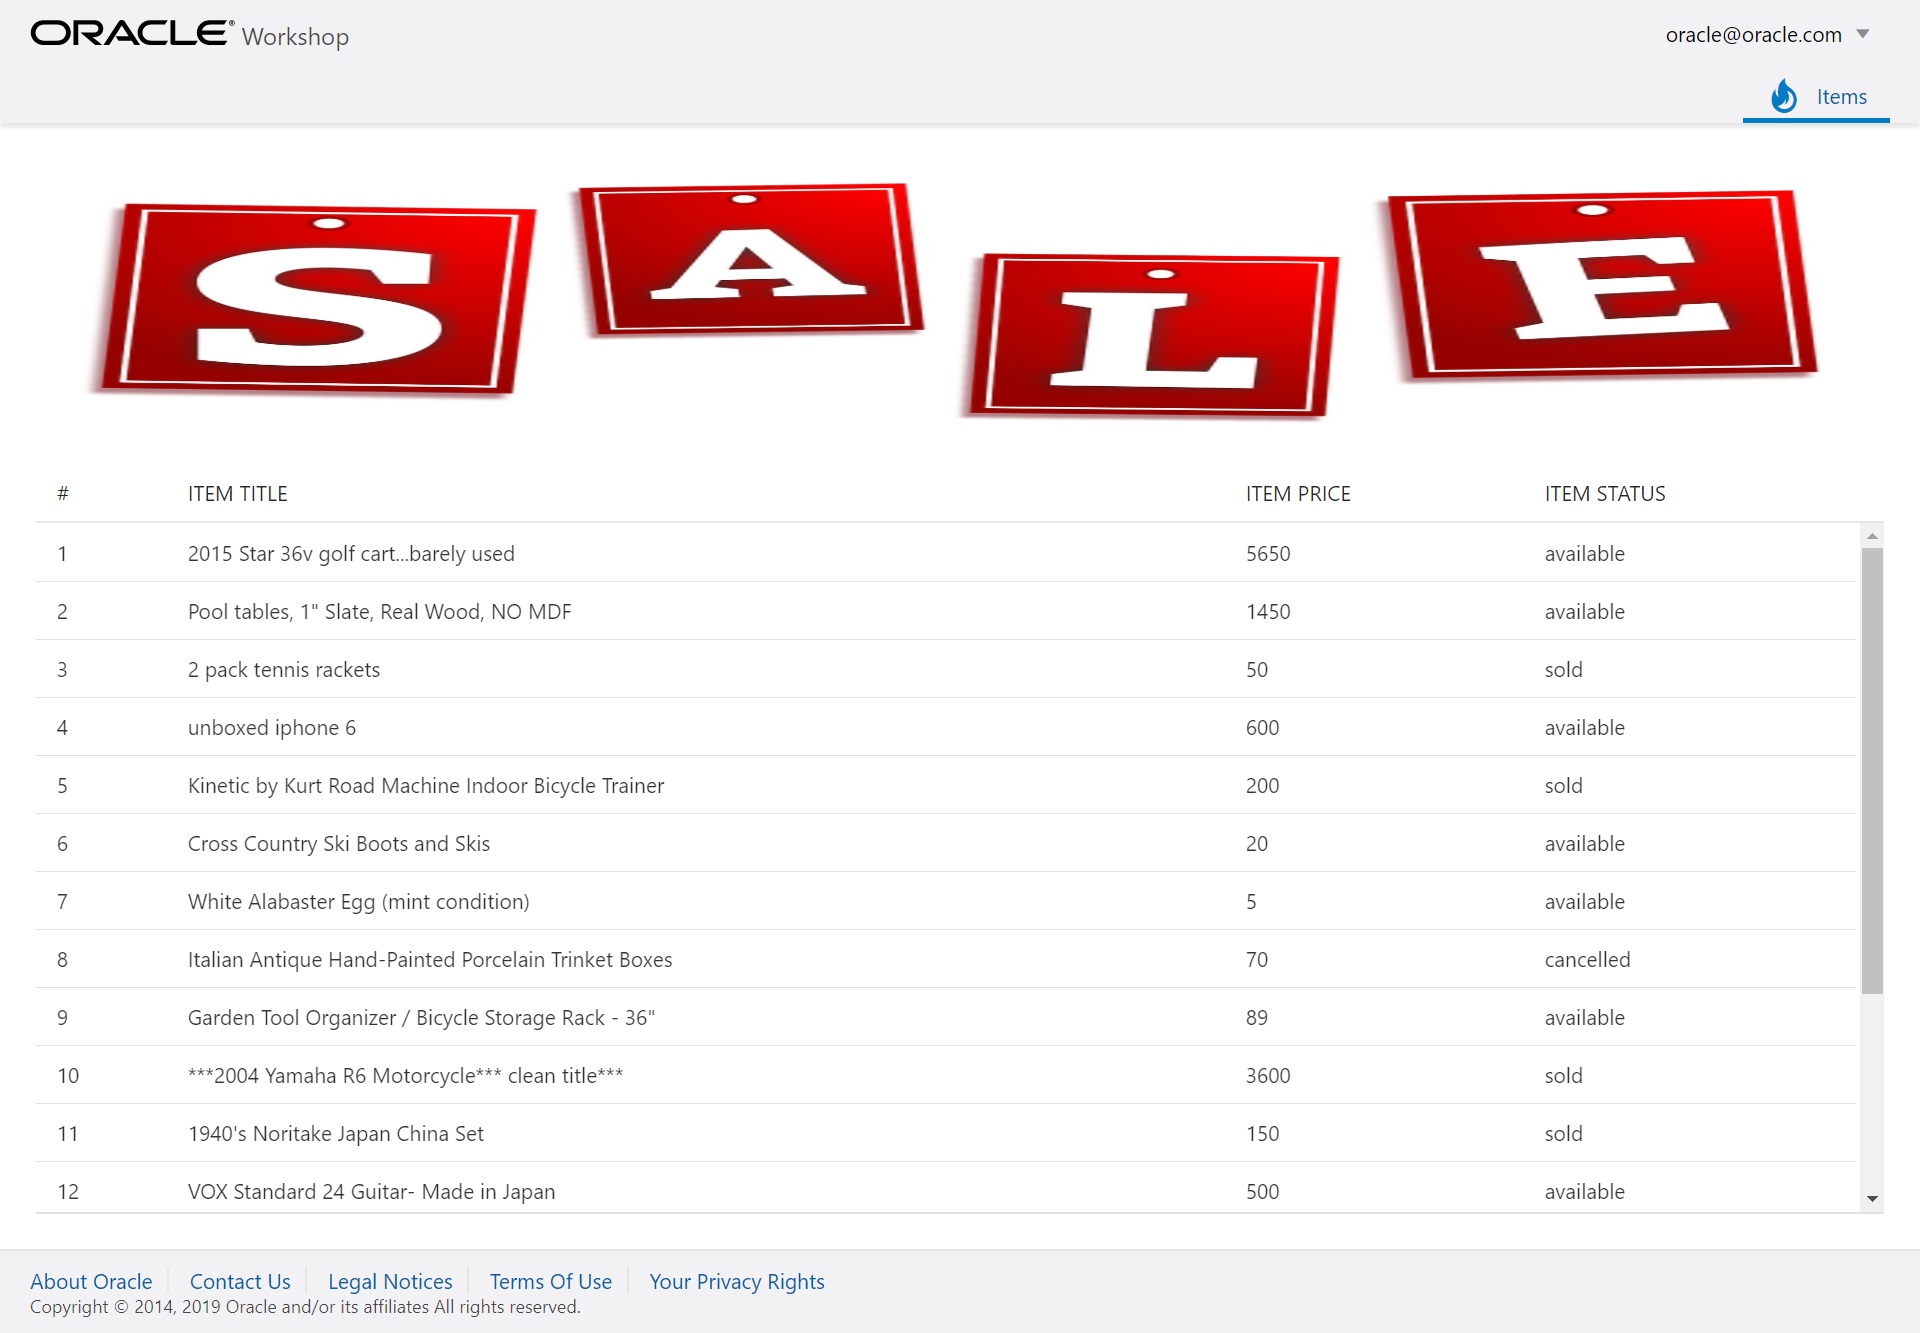 ORACLE® Workshop
oracle@oracle.com
Items
SALE
# ITEM TITLE ITEM PRICE ITEM STATUS
1 2015 Star 36v golf cart...barely used 5650 available
2 Pool tables, 1" Slate, Real Wood, NO MDF 1450 available
3 2 pack tennis rackets 50 sold
4 unboxed iphone 6 600 available
5 Kinetic by Kurt Road Machine Indoor Bicycle Trainer 200 sold
6 Cross Country Ski Boots and Skis 20 available
7 White Alabaster Egg (mint condition) 5 available
8 Italian Antique Hand-Painted Porcelain Trinket Boxes 70 cancelled
9 Garden Tool Organizer / Bicycle Storage Rack - 36" 89 available
10 ***2004 Yamaha R6 Motorcycle*** clean title*** 3600 sold
11 1940's Noritake Japan China Set 150 sold
12 VOX Standard 24 Guitar- Made in Japan 500 available
About Oracle Contact Us Legal Notices Terms Of Use Your Privacy Rights
Copyright © 2014, 2019 Oracle and/or its affiliates All rights reserved.